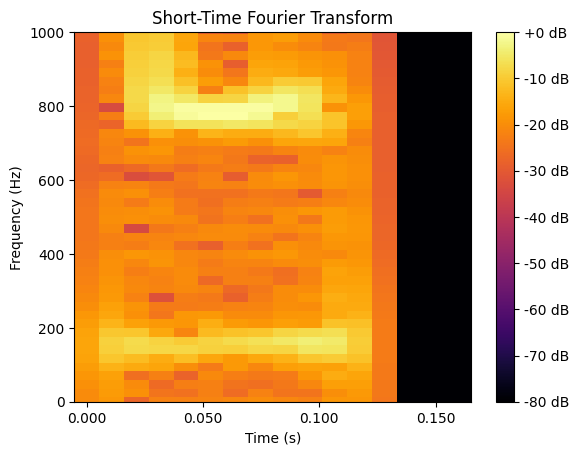 Short-Time Fourier Transform
Frequency (Hz)
1000
800
600
400
200
0
0.000
0.050
0.100
0.150
Time (s)
+0 dB
-10 dB
-20 dB
-30 dB
-40 dB
-50 dB
-60 dB
-70 dB
-80 dB